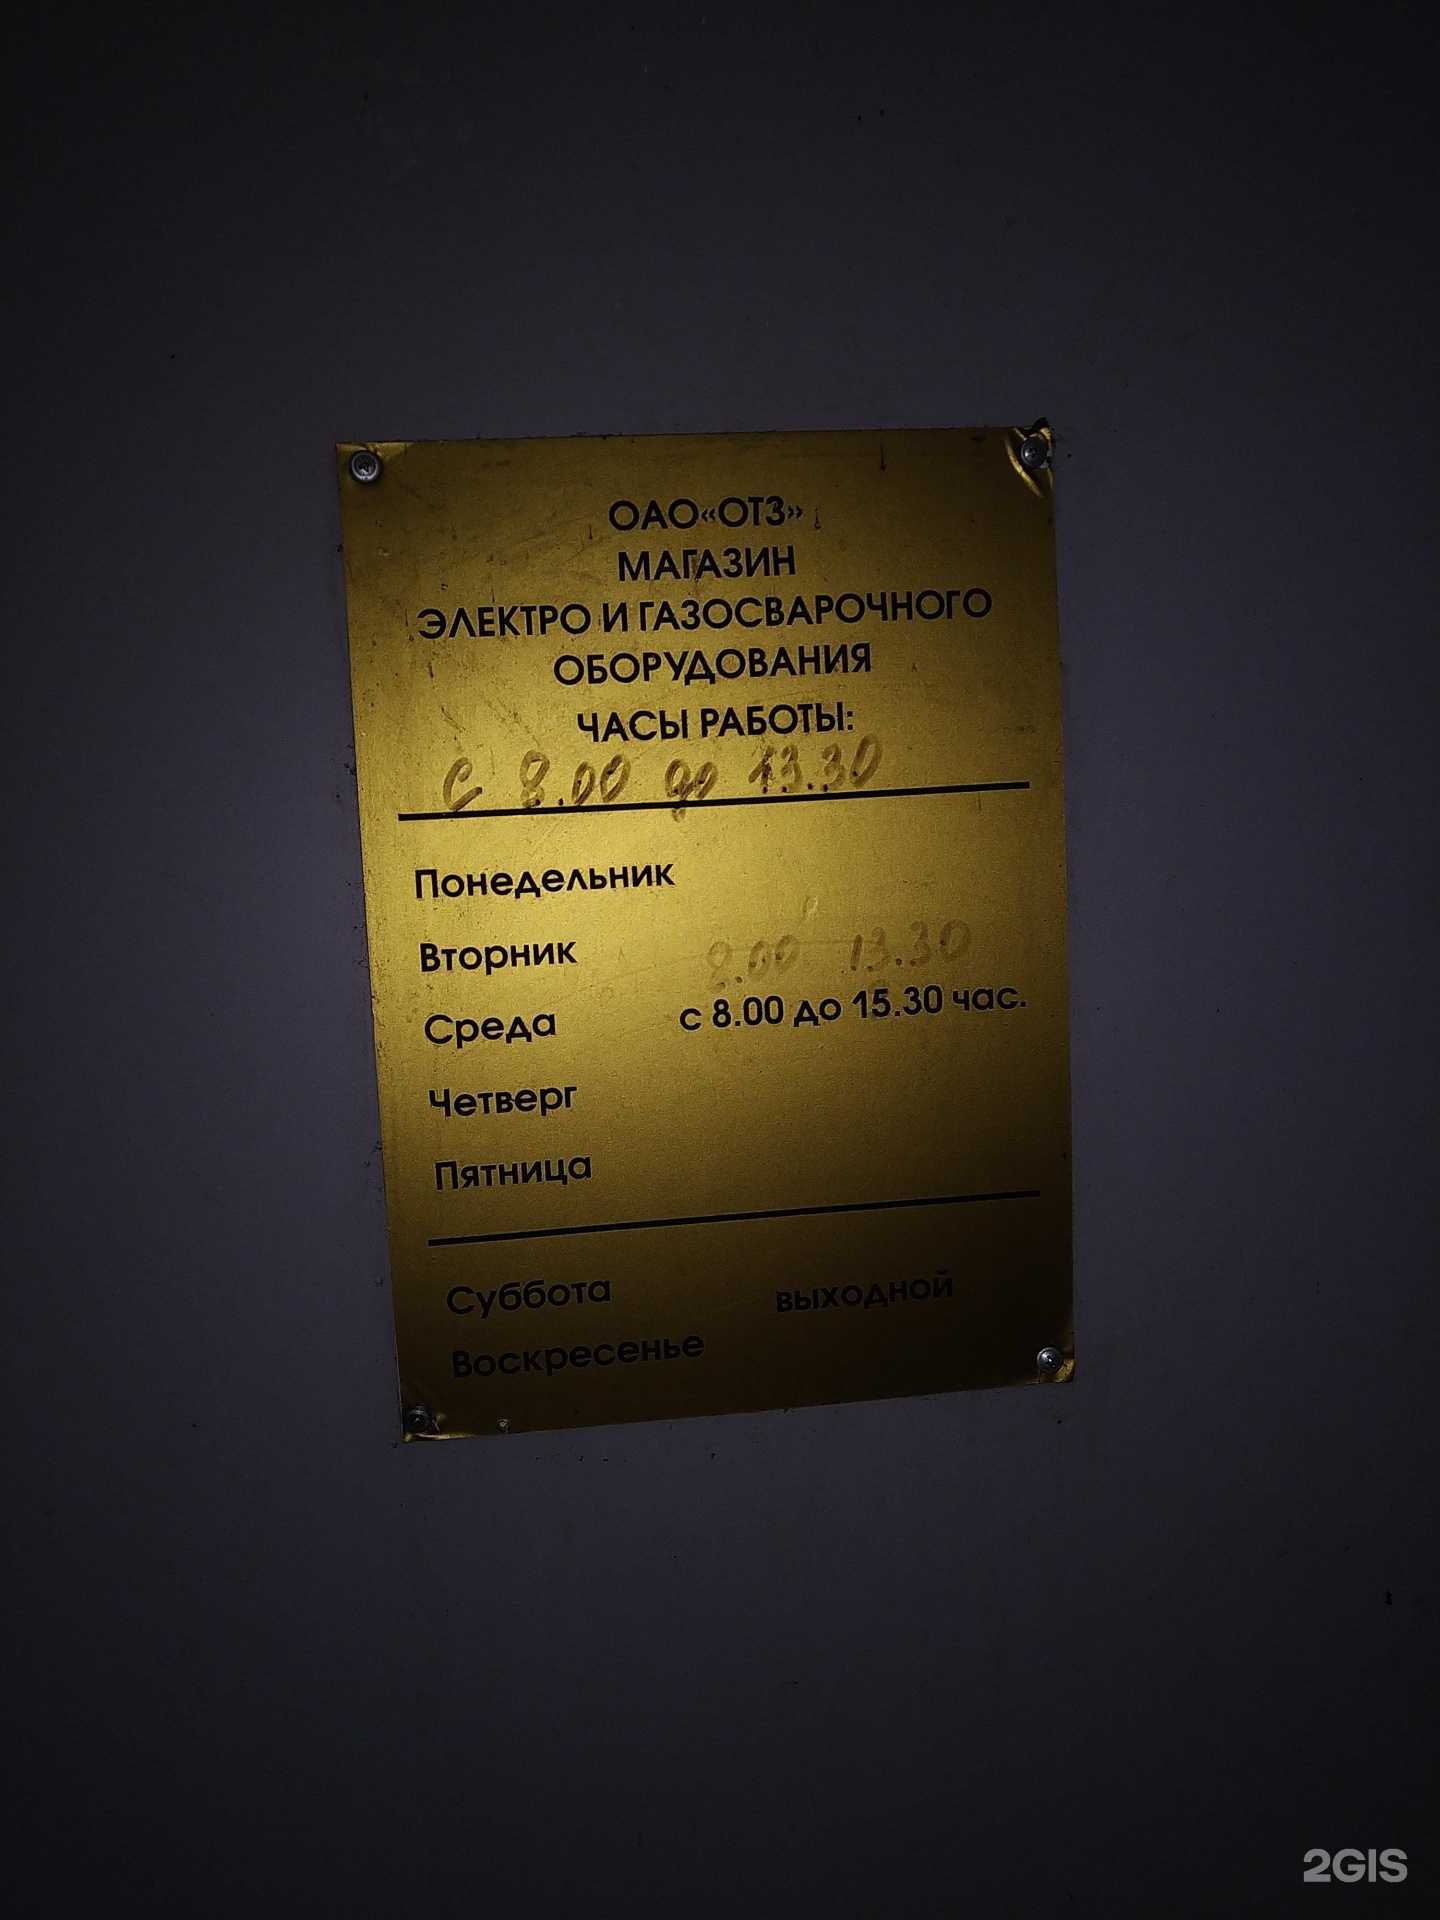 ОАО«ОТЗ»
МАГАЗИН
ЭЛЕКТРО И ГАЗОСВАРОЧНОГО
ОБОРУДОВАНИЯ
ЧАСЫ РАБОТЫ:
с 8.00 до 13.30
Понедельник
Вторник 8.00 13.30
Среда с 8.00 до 15.30 час.
Четверг
Пятница
Суббота выходной
Воскресенье
2GIS